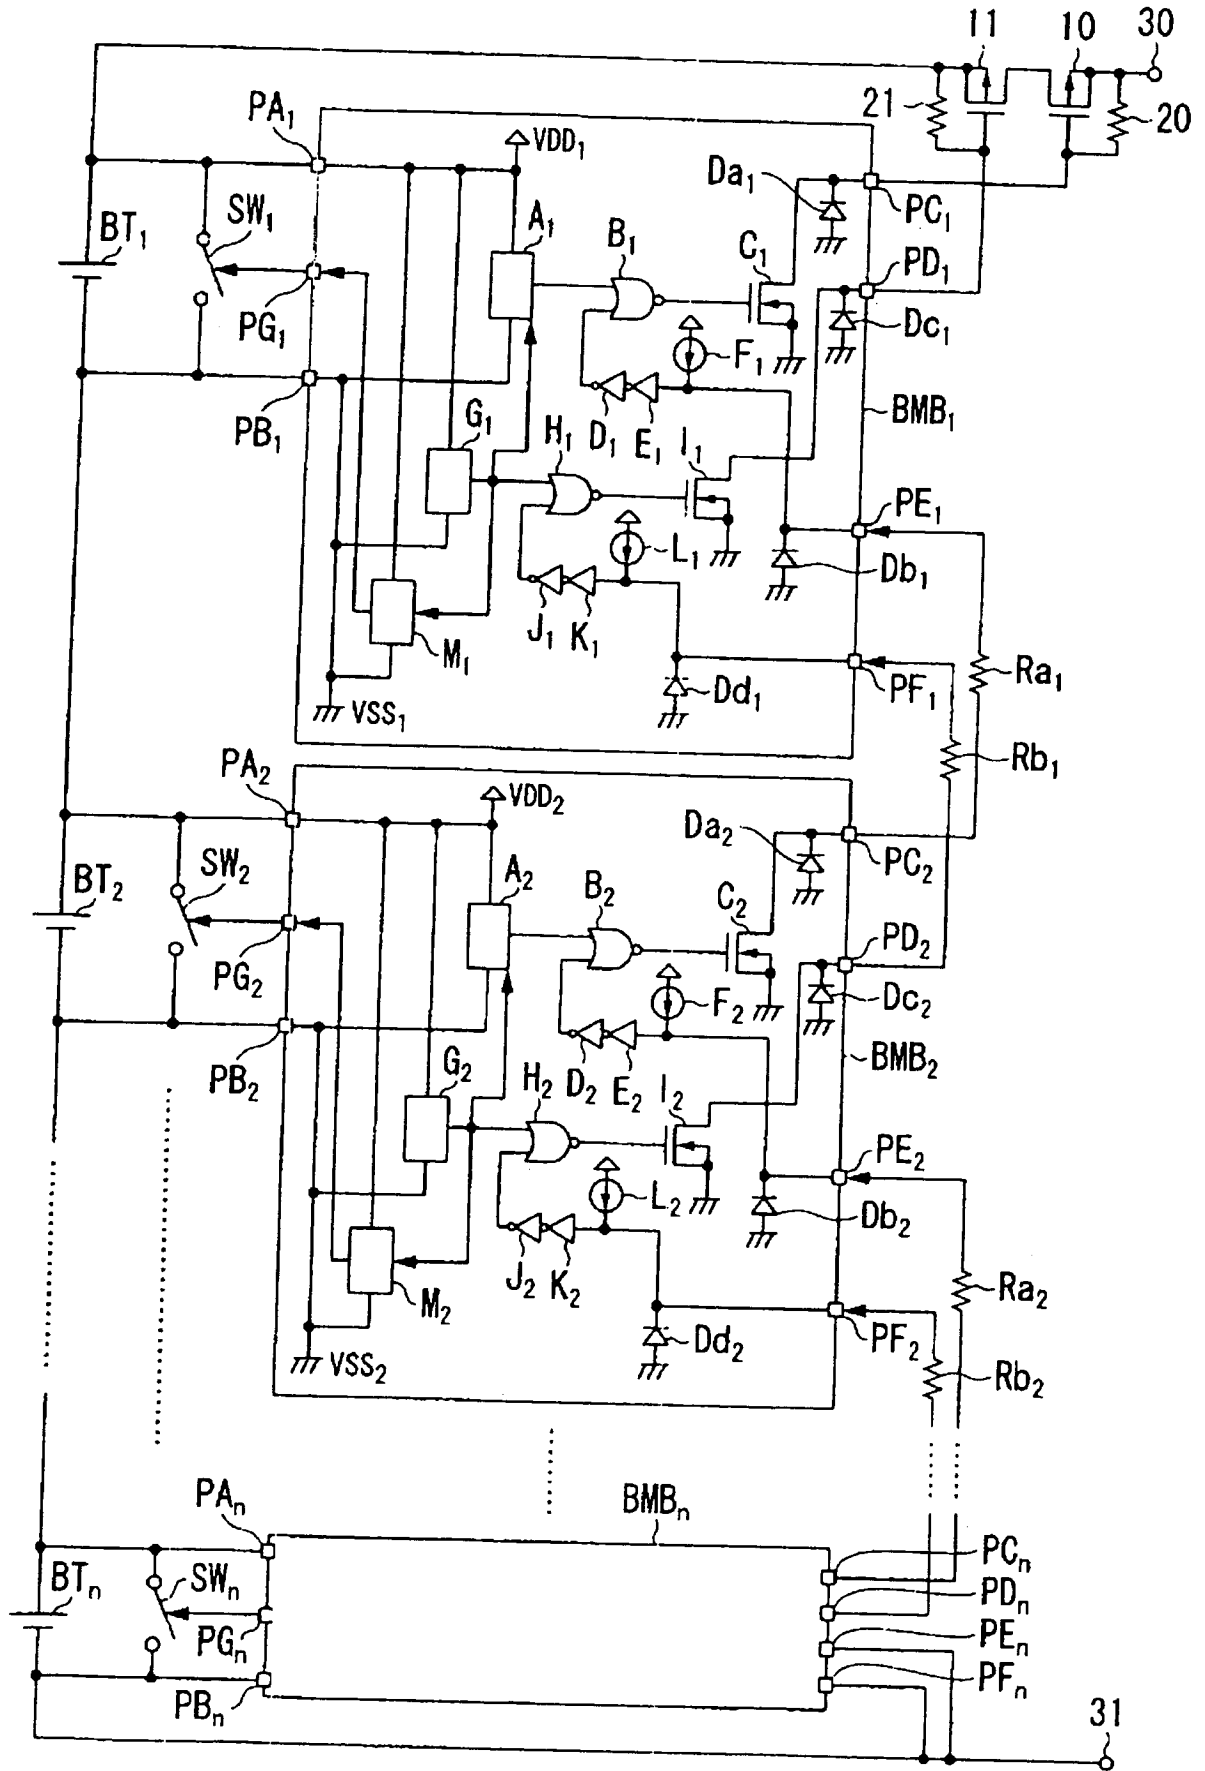 11 10 30
21 20
PA1 VDD1
Da1 PC1
BT1 SW1 A1 B1 C1 PD1
PG1 F1 Dc1
PB1 G1 H1 D1 E1 I1 BMB1
L1 PE1
Db1
J1 K1
M1 Dd1 PF1 Ra1
VSS1
Rb1
PA2 VDD2
Da2 PC2
BT2 SW2 A2 B2 C2 PD2
PG2 F2 Dc2
PB2 G2 H2 D2 E2 I2 BMB2
L2 PE2
Db2
J2 K2
M2 Dd2 PF2 Ra2
VSS2
Rb2
PAn BMBn
PCn
BTn SWn PDn
PGn PEn
PBn PFn
31